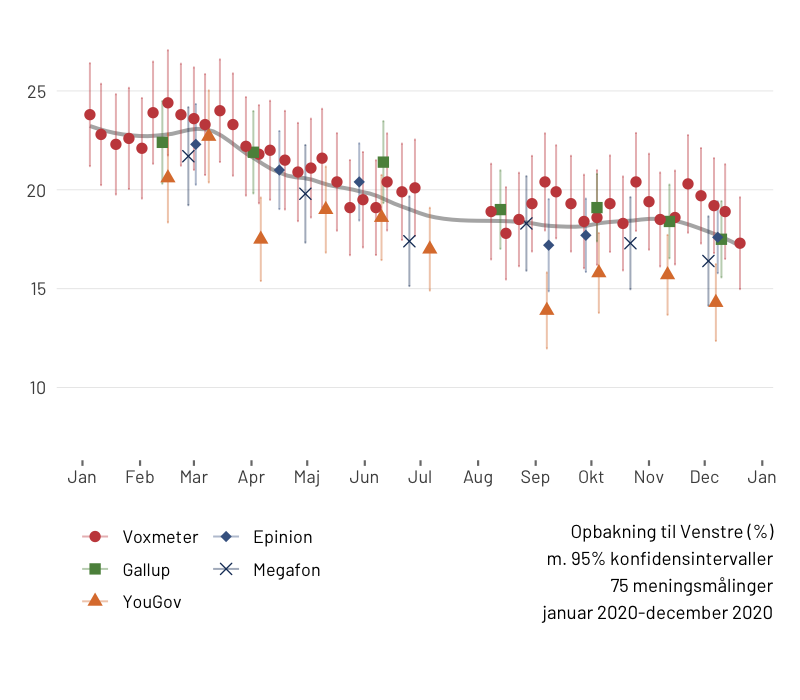 25
20
15
10
Jan Feb Mar Apr Maj Jun Jul Aug Sep Okt Nov Dec Jan
Voxmeter Epinion
Gallup Megafon
YouGov
Opbakning til Venstre (%)
m. 95% konfidensintervaller
75 meningsmålinger
januar 2020-december 2020